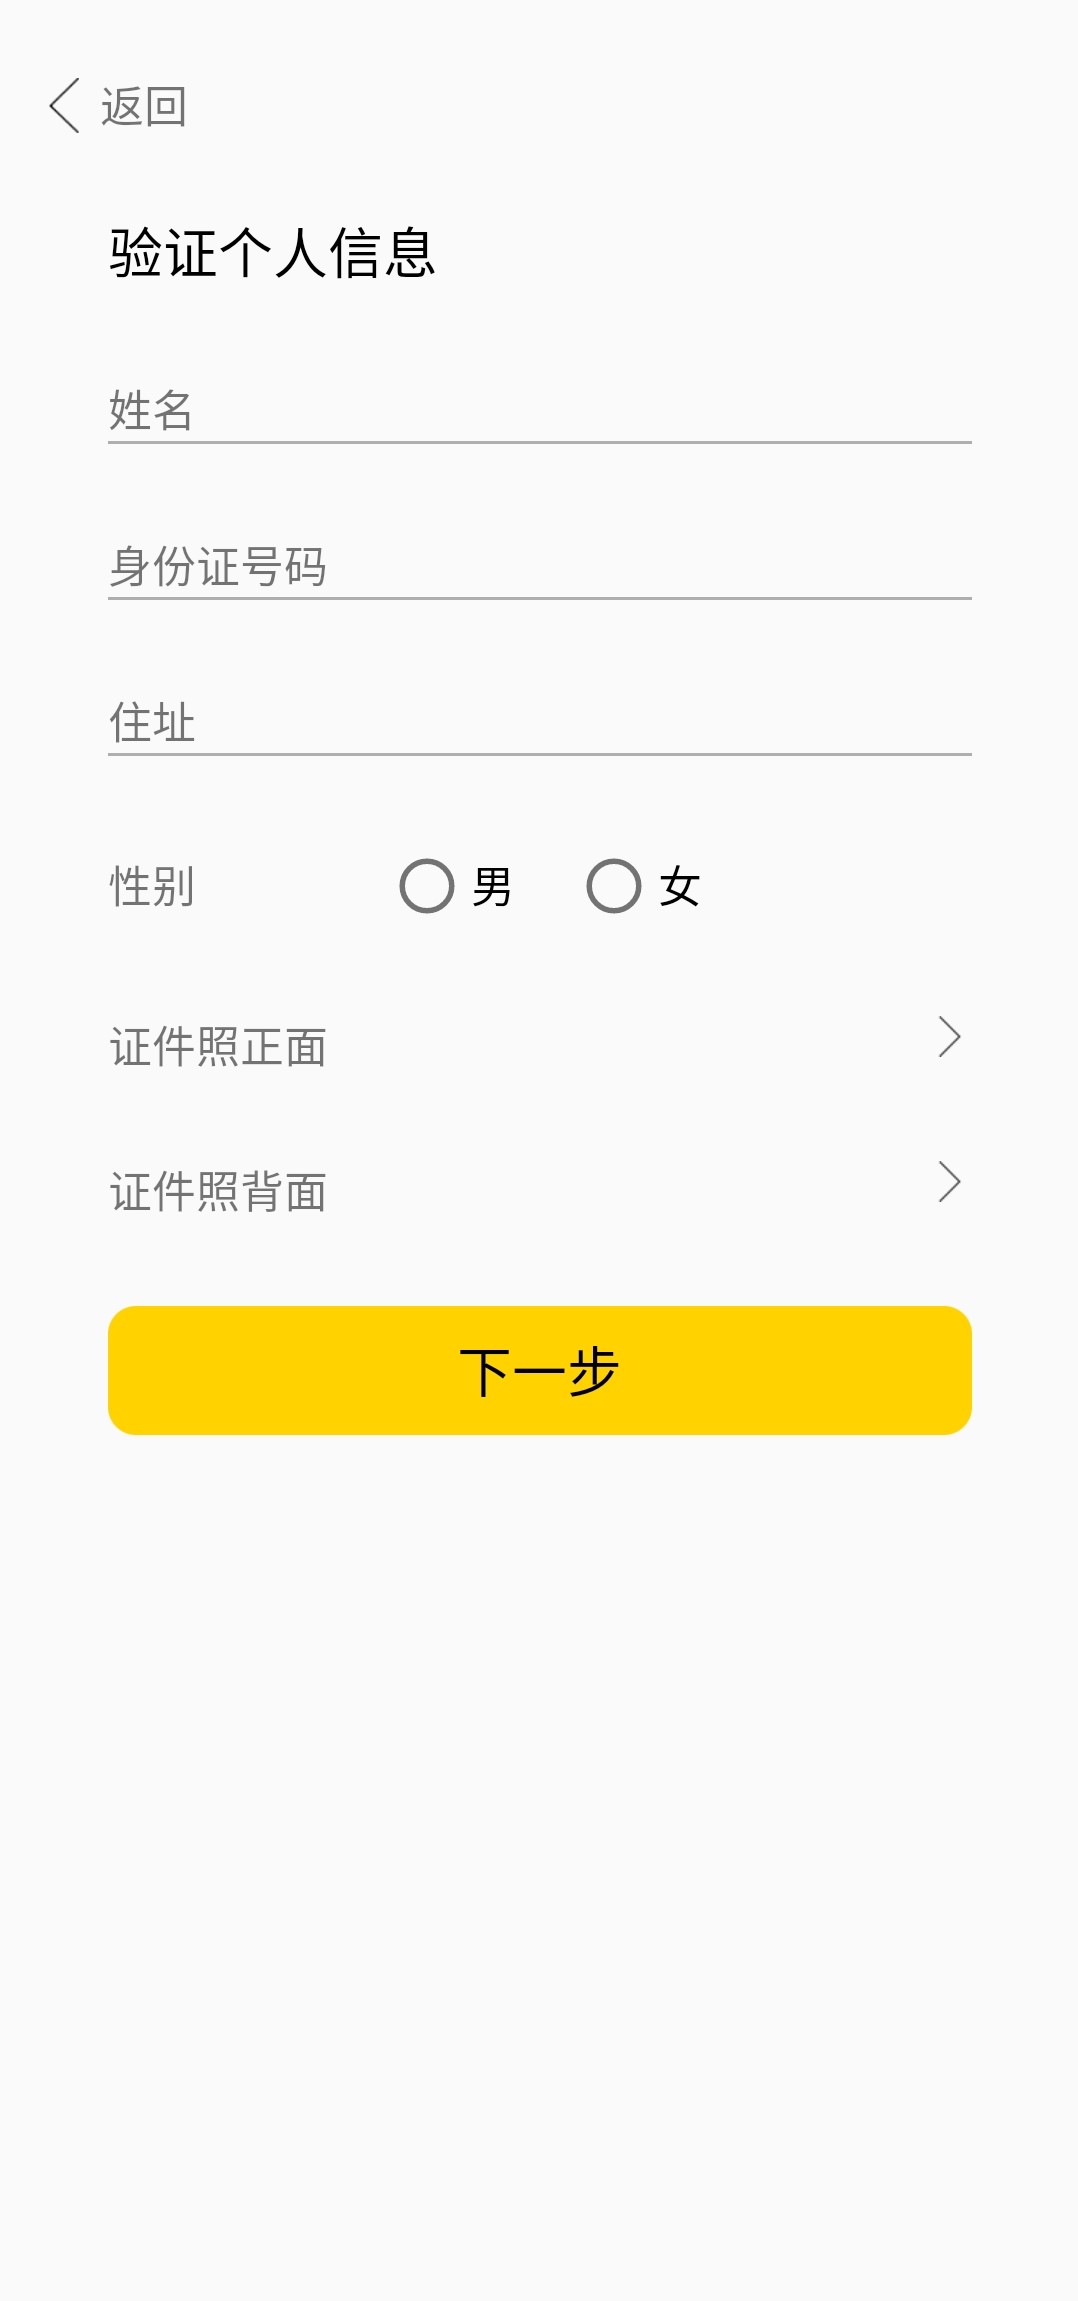 返回
验证个人信息
姓名
身份证号码
住址
性别 男 女
证件照正面
证件照背面
下一步